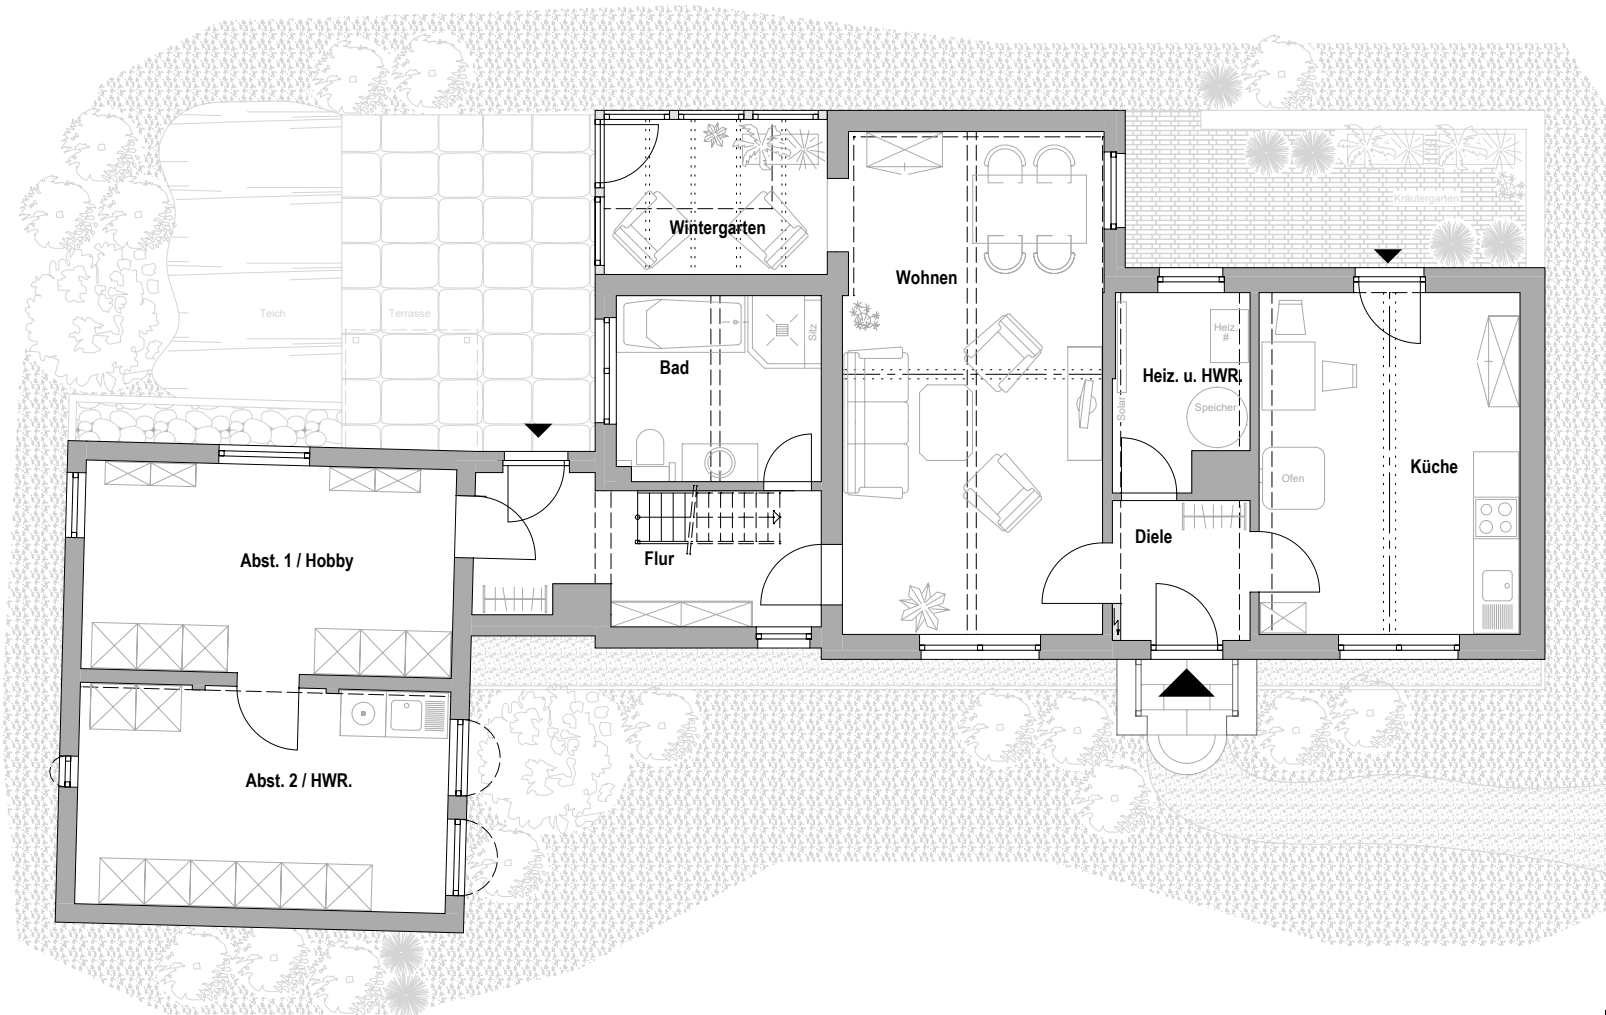 Wintergarten
Kräutergarten
Wohnen
Teich
Terrasse
Sitz
Heiz.
#
Bad
Heiz. u. HWR.
Solar
Speicher
Küche
Ofen
Diele
Flur
Abst. 1 / Hobby
Abst. 2 / HWR.